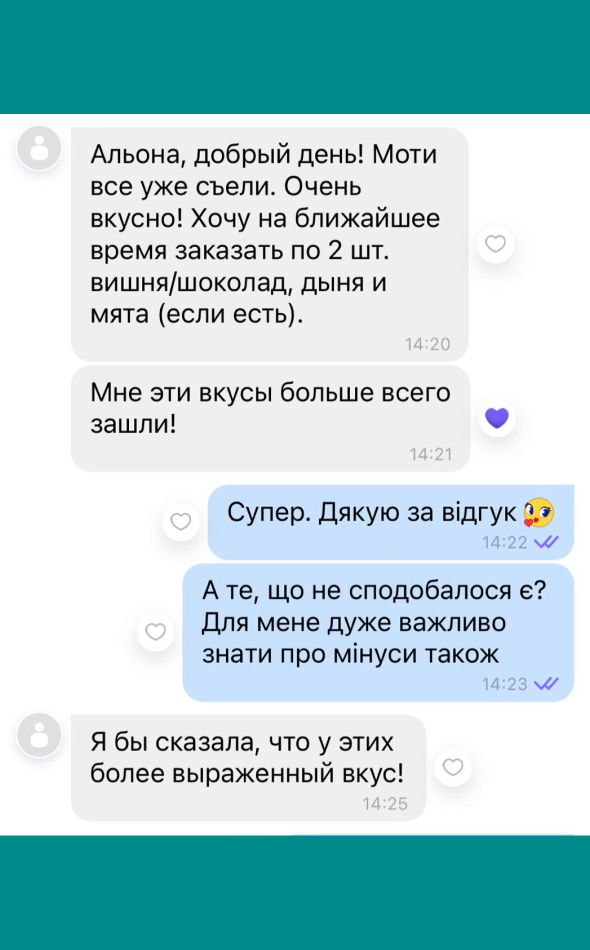 Альона, добрый день! Моти
все уже съели. Очень
вкусно! Хочу на ближайшее
время заказать по 2 шт.
вишня/шоколад, дыня и
мята (если есть).
14:20
Мне эти вкусы больше всего
зашли!
14:21
Супер. Дякую за відгук
14:22
А те, що не сподобалося є?
Для мене дуже важливо
знати про мінуси також
14:23
Я бы сказала, что у этих
более выраженный вкус!
14:25